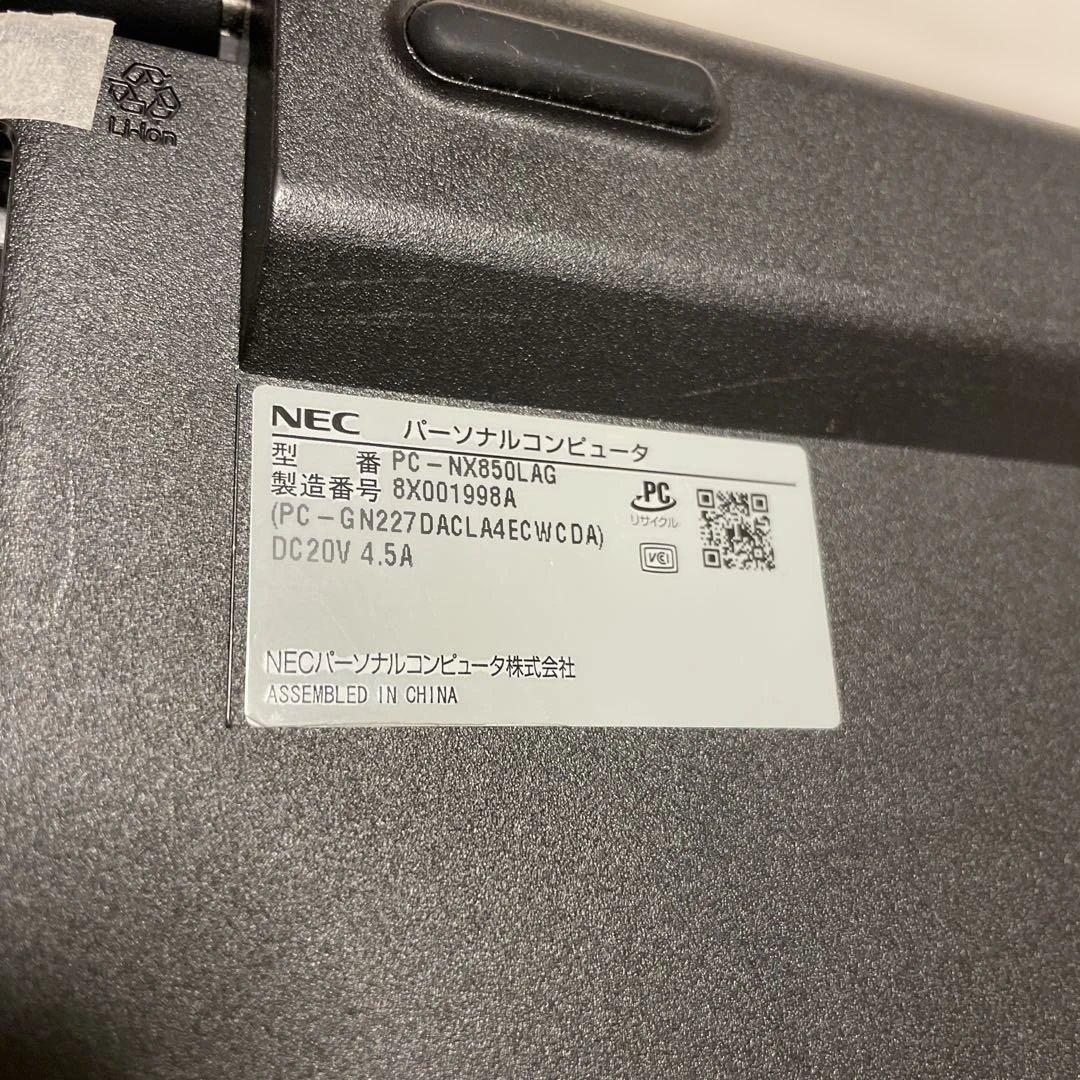 Li-ion
NEC パーソナルコンピュータ
型 番 PC-NX850LAG
製造番号 8X001998A
(PC-GN227DACLA4ECWCDA)
DC20V 4.5A
PC
リサイクル
VCI
NECパーソナルコンピュータ株式会社
ASSEMBLED IN CHINA